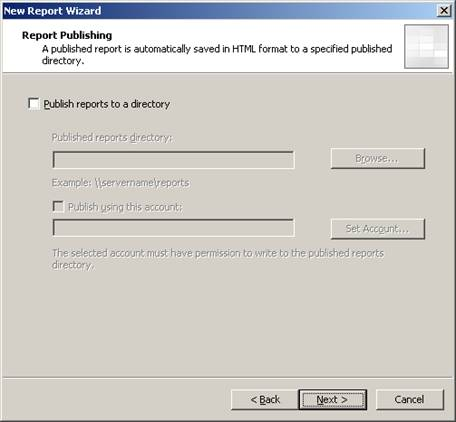 New Report Wizard
Report Publishing
A published report is automatically saved in HTML format to a specified published
directory.
Publish reports to a directory
Published reports directory:
Browse...
Example: \\servername\reports
Publish using this account:
Set Account...
The selected account must have permission to write to the published reports
directory.
< Back
Next >
Cancel